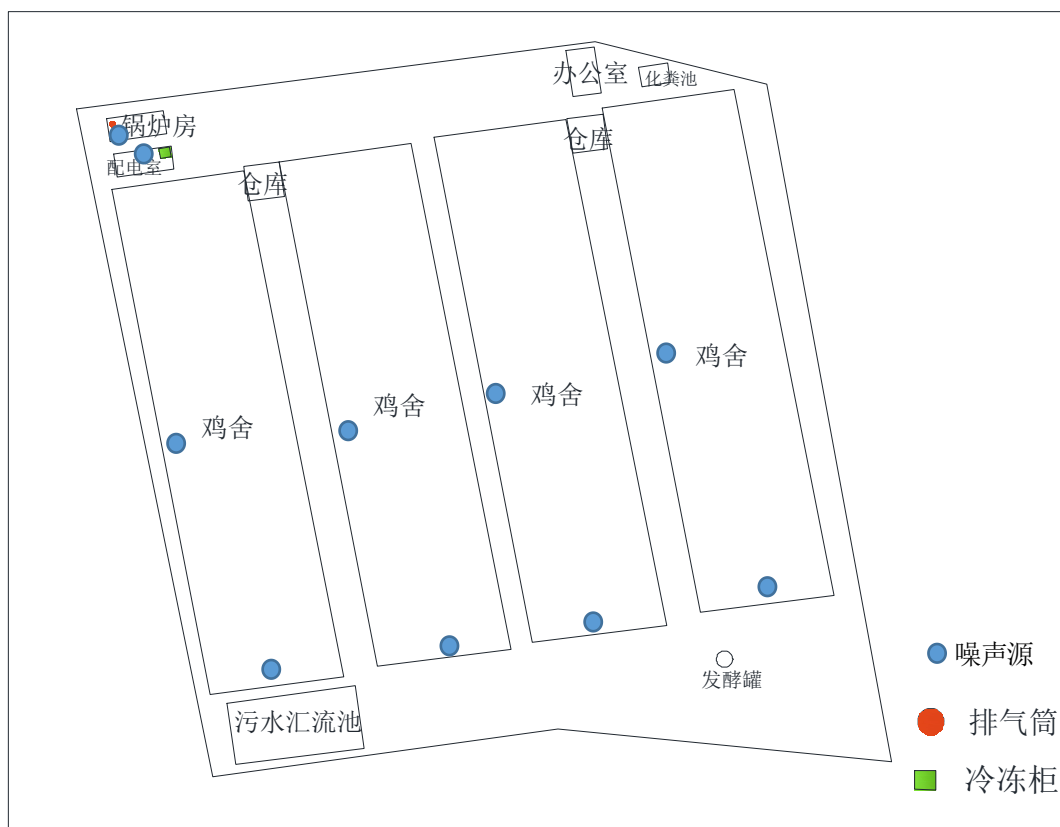 办公室
化粪池
锅炉房
仓库
配电室
仓库
鸡舍
鸡舍
鸡舍
鸡舍
噪声源
发酵罐
污水汇流池
排气筒
冷冻柜